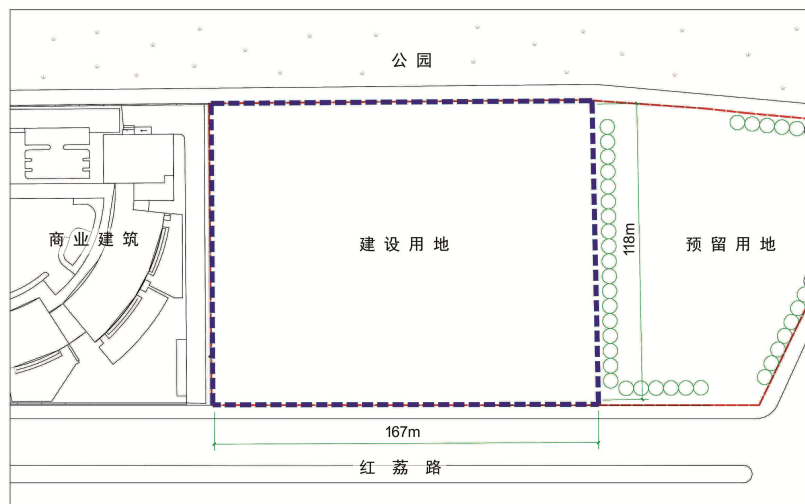 公园
商业建筑
建设用地
118m
预留用地
167m
红荔路